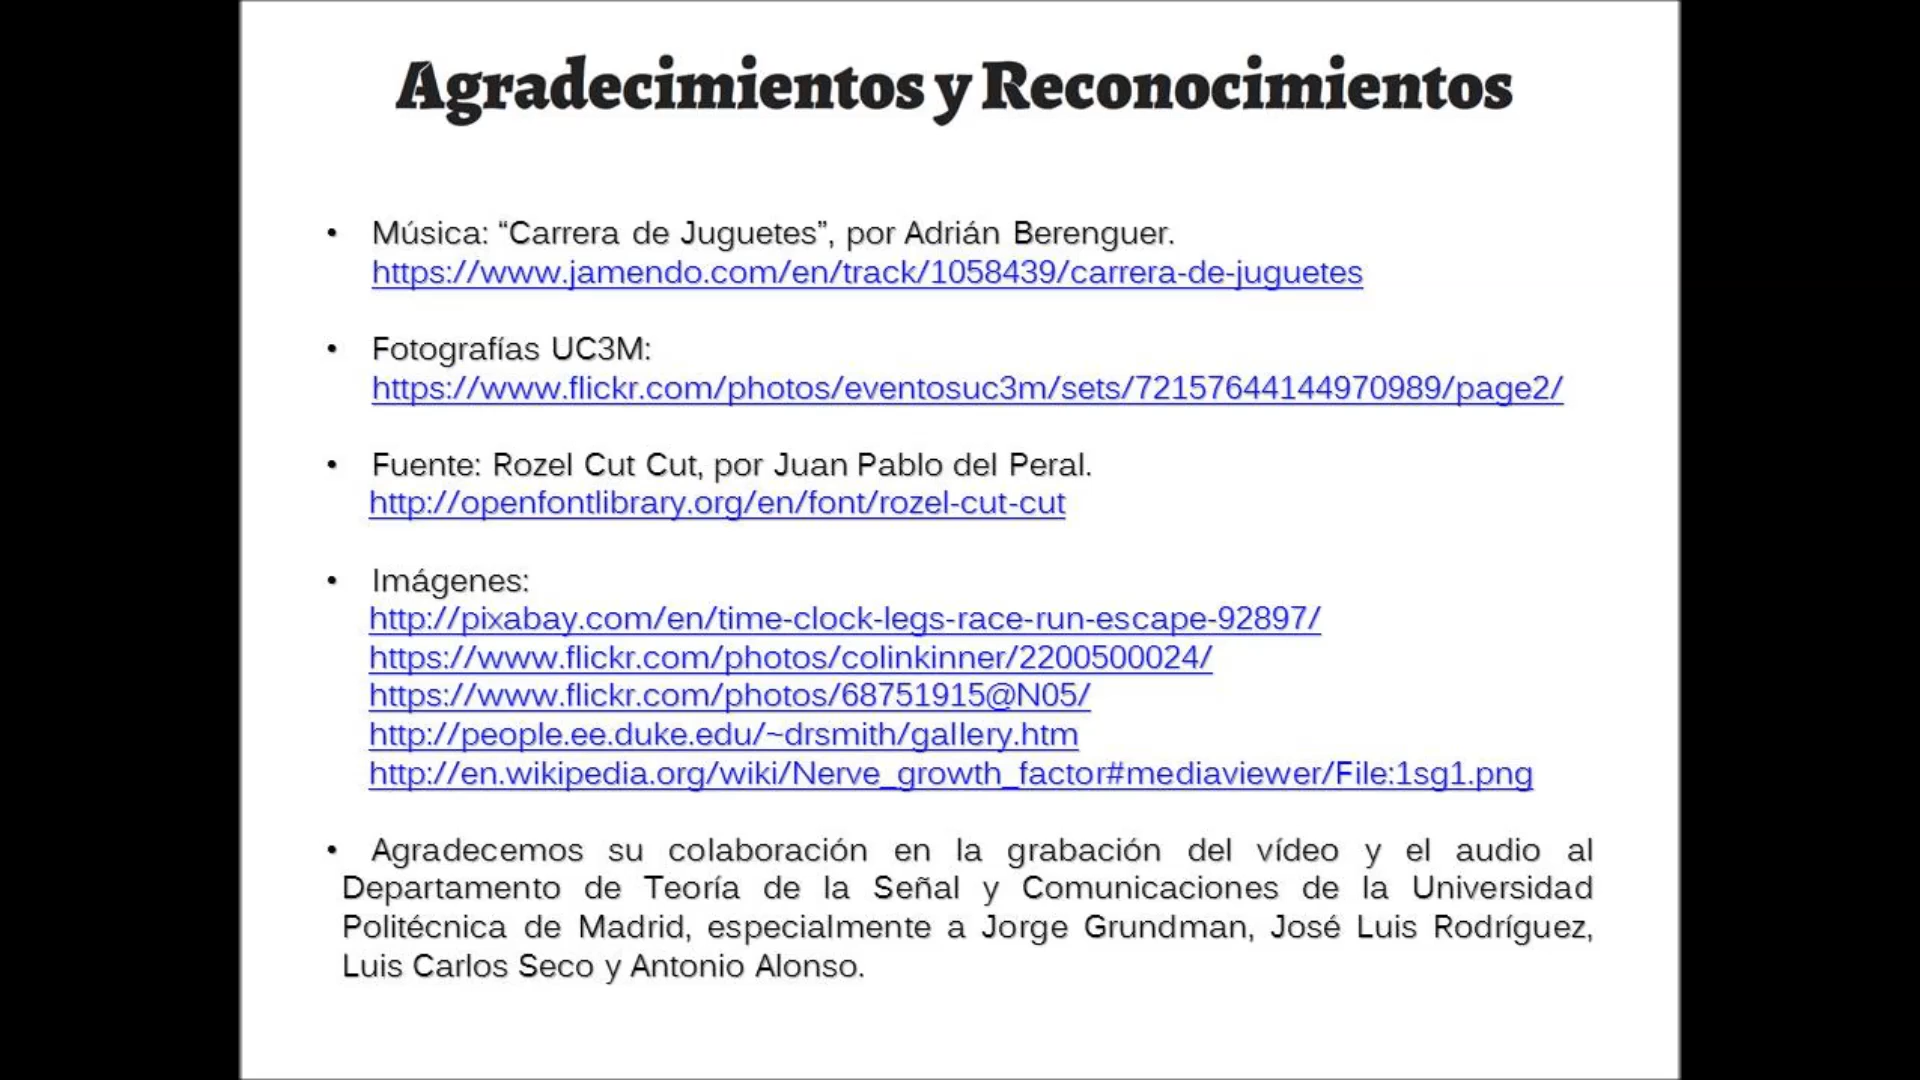 Agradecimientos y Reconocimientos
• Música: “Carrera de Juguetes”, por Adrián Berenguer.
https://www.jamendo.com/en/track/1058439/carrera-de-juguetes
• Fotografías UC3M:
https://www.flickr.com/photos/eventosuc3m/sets/72157644144970989/page2/
• Fuente: Rozel Cut Cut, por Juan Pablo del Peral.
http://openfontlibrary.org/en/font/rozel-cut-cut
• Imágenes:
http://pixabay.com/en/time-clock-legs-race-run-escape-92897/
https://www.flickr.com/photos/colinkinner/2200500024/
https://www.flickr.com/photos/68751915@N05/
http://people.ee.duke.edu/~drsmith/gallery.htm
http://en.wikipedia.org/wiki/Nerve_growth_factor#mediaviewer/File:1sg1.png
• Agradecemos su colaboración en la grabación del vídeo y el audio al
Departamento de Teoría de la Señal y Comunicaciones de la Universidad
Politécnica de Madrid, especialmente a Jorge Grundman, José Luis Rodríguez,
Luis Carlos Seco y Antonio Alonso.